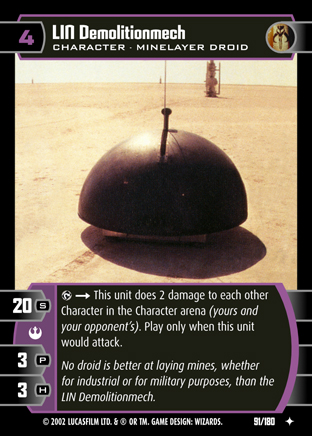 4
LIN Demolitionmech
CHARACTER · MINELAYER DROID
20 S
3 P
3 H
→ This unit does 2 damage to each other
Character in the Character arena (yours and
your opponent's). Play only when this unit
would attack.
No droid is better at laying mines, whether
for industrial or for military purposes, than the
LIN Demolitionmech.
© 2002 LUCASFILM LTD. & ® OR TM. GAME DESIGN: WIZARDS.
91/180